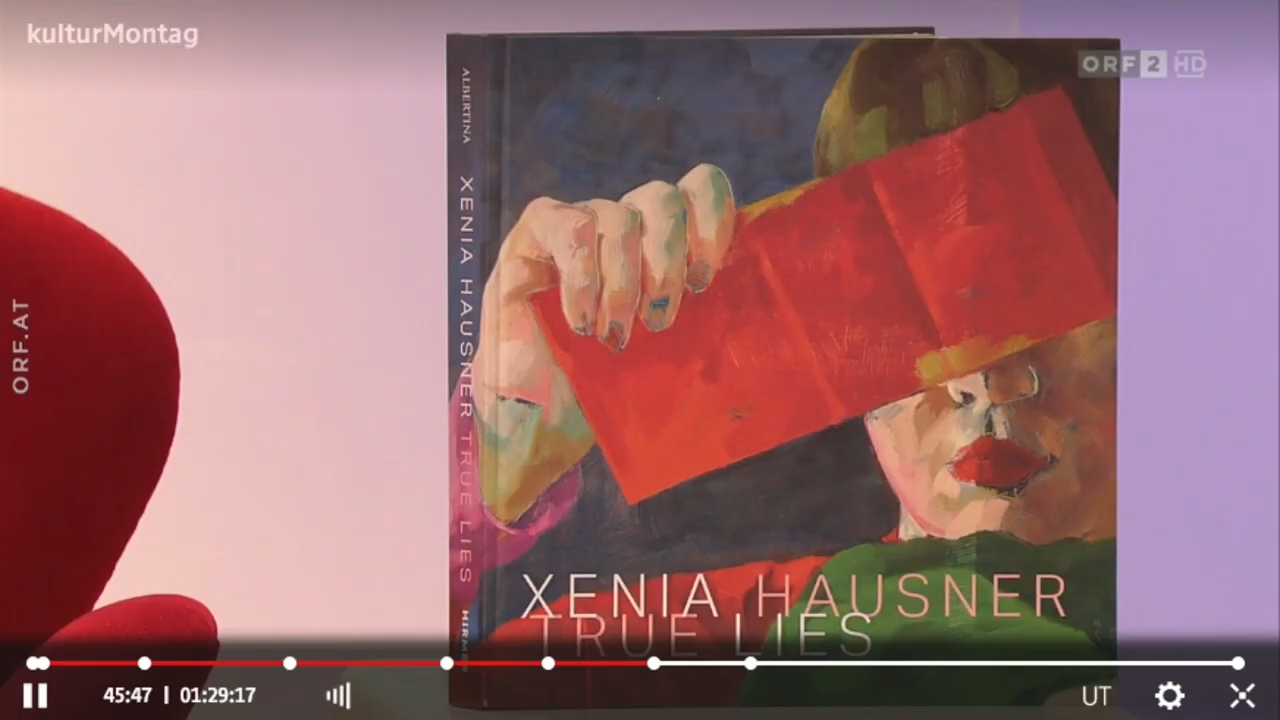 kulturMontag
ORF 2 HD
ORF.AT
ALBERTINA XENIA HAUSNER TRUE LIES HIRMER
XENIA HAUSNER
TRUE LIES
45:47 | 01:29:17
UT